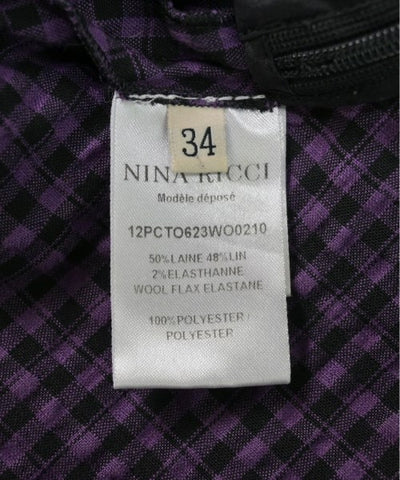 34
NINA RICCI
Modèle déposé
12PCTO623WO0210
50%LAINE 48%LIN
2%ELASTHANNE
WOOL FLAX ELASTANE
100%POLYESTER /
POLYESTER